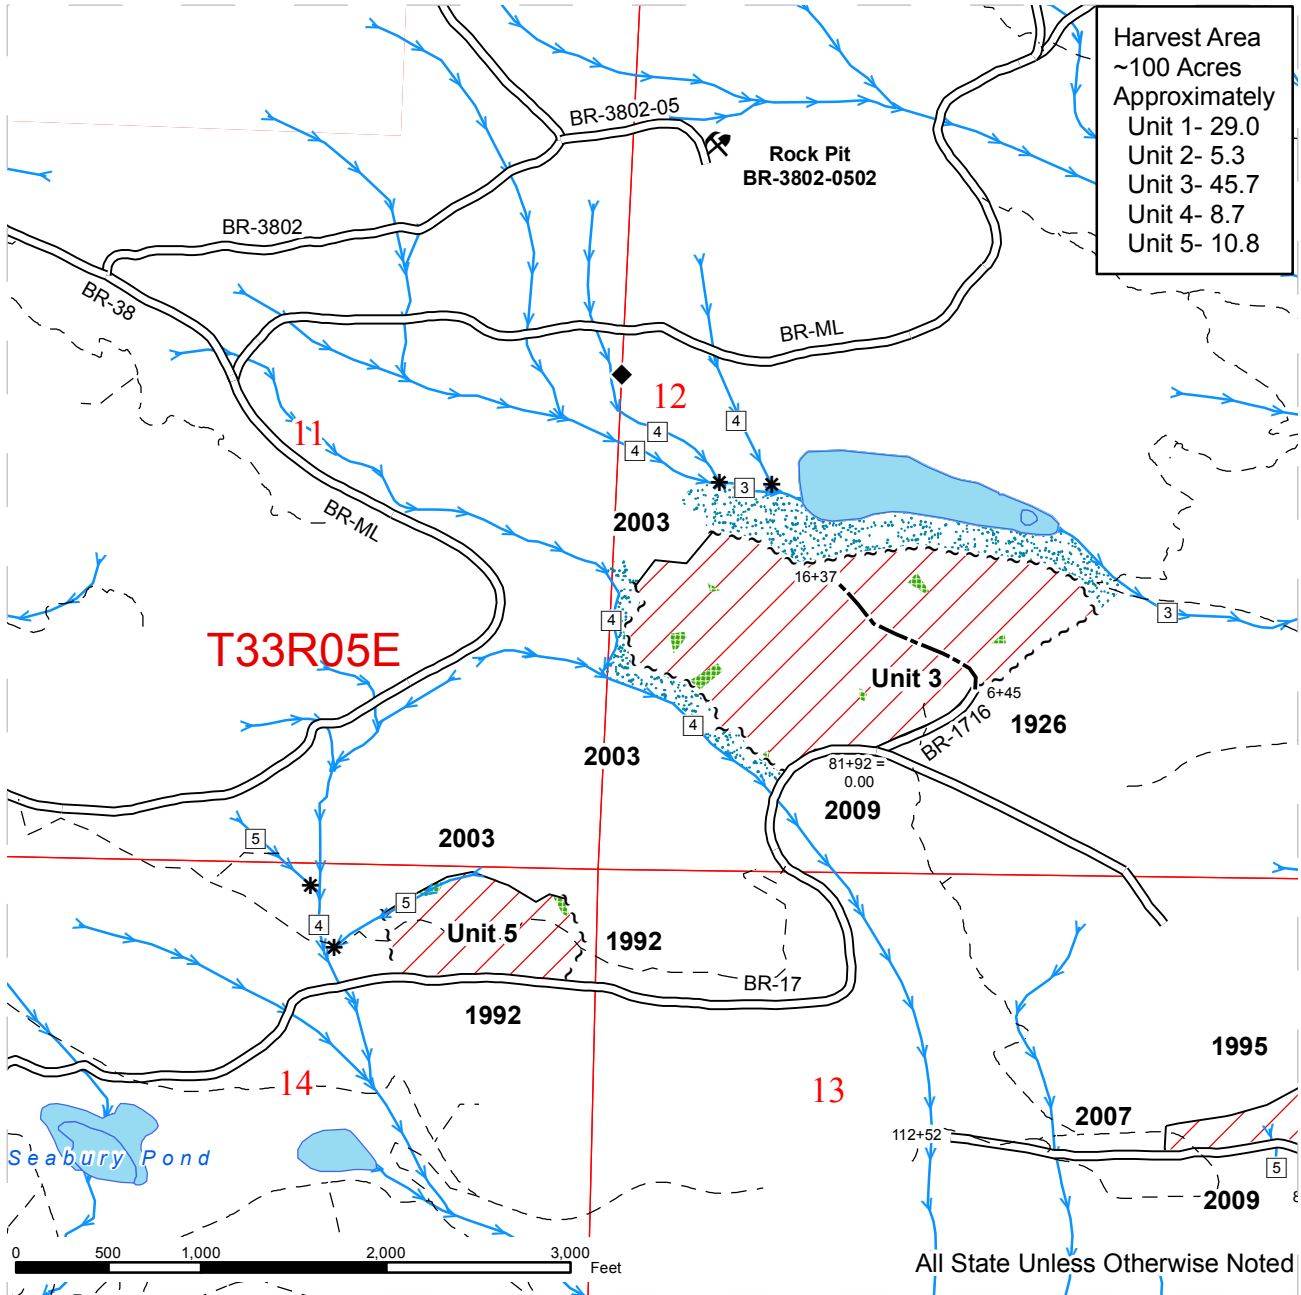 Harvest Area
~100 Acres
Approximately
Unit 1- 29.0
Unit 2- 5.3
Unit 3- 45.7
Unit 4- 8.7
Unit 5- 10.8
BR-3802-05
Rock Pit
BR-3802-0502
BR-3802
BR-38
BR-ML
12
4
4
4
11
3
BR-ML
2003
16+37
4
3
T33R05E
Unit 3
6+45
4
1926
BR-1716
2003
81+92 =
0.00
2009
5
2003
5
4
Unit 5
1992
BR-17
1992
1995
14
13
2007
112+52
Seabury Pond
5
2009
8
0
500
1,000
2,000
3,000
Feet
All State Unless Otherwise Noted